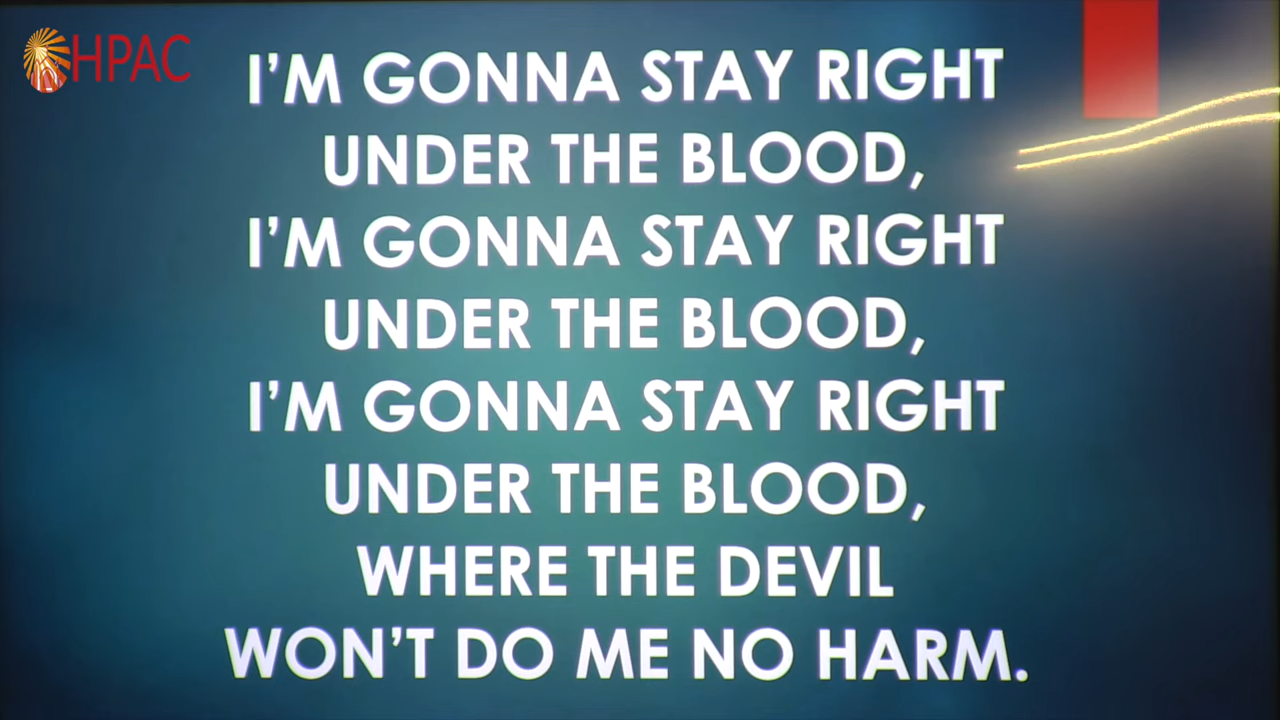 HPAC
I'M GONNA STAY RIGHT
UNDER THE BLOOD,
I'M GONNA STAY RIGHT
UNDER THE BLOOD,
I'M GONNA STAY RIGHT
UNDER THE BLOOD,
WHERE THE DEVIL
WON'T DO ME NO HARM.